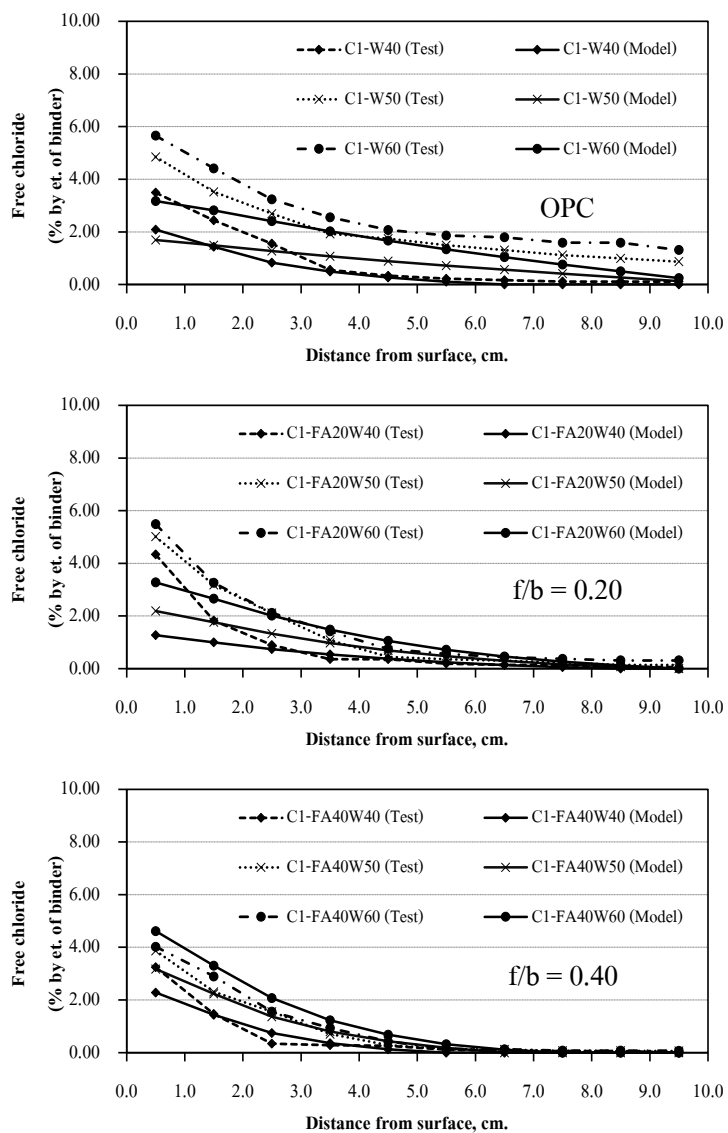 10.00
8.00
6.00
4.00
2.00
0.00
Free chloride
(% by et. of binder)
C1-W40 (Test)
C1-W40 (Model)
C1-W50 (Test)
C1-W50 (Model)
C1-W60 (Test)
C1-W60 (Model)
OPC
0.0 1.0 2.0 3.0 4.0 5.0 6.0 7.0 8.0 9.0 10.0
Distance from surface, cm.
10.00
8.00
6.00
4.00
2.00
0.00
Free chloride
(% by et. of binder)
C1-FA20W40 (Test)
C1-FA20W40 (Model)
C1-FA20W50 (Test)
C1-FA20W50 (Model)
C1-FA20W60 (Test)
C1-FA20W60 (Model)
f/b = 0.20
0.0 1.0 2.0 3.0 4.0 5.0 6.0 7.0 8.0 9.0 10.0
Distance from surface, cm.
10.00
8.00
6.00
4.00
2.00
0.00
Free chloride
(% by et. of binder)
C1-FA40W40 (Test)
C1-FA40W40 (Model)
C1-FA40W50 (Test)
C1-FA40W50 (Model)
C1-FA40W60 (Test)
C1-FA40W60 (Model)
f/b = 0.40
0.0 1.0 2.0 3.0 4.0 5.0 6.0 7.0 8.0 9.0 10.0
Distance from surface, cm.